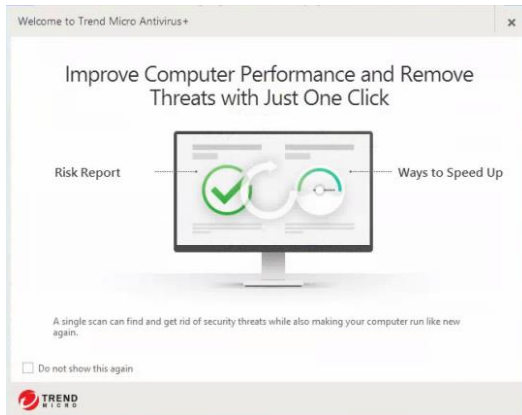 Welcome to Trend Micro Antivirus+
Improve Computer Performance and Remove
Threats with Just One Click
Risk Report
Ways to Speed Up
A single scan can find and get rid of security threats while also making your computer run like new
again.
Do not show this again
TREND
MICRO